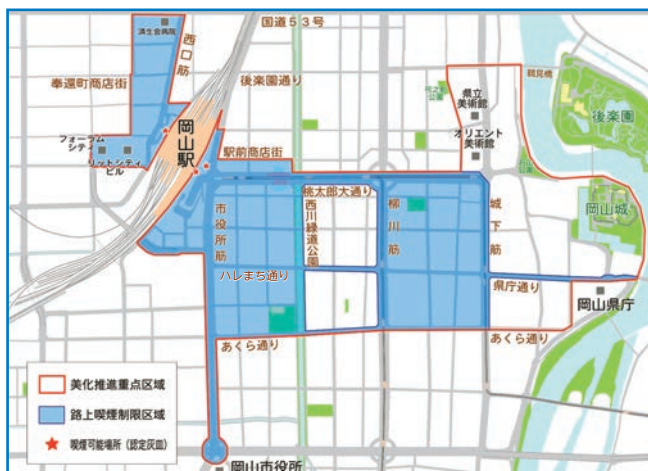 国道53号
済生会病院
西口筋
奉還町商店街
後楽園通り
鶴見橋
県立
美術館
後楽園
オリエント
美術館
フォーラム
シティ
リットシティ
ビル
岡山駅
駅前商店街
桃太郎大通り
市役所筋
西川緑道公園
柳川筋
城下筋
岡山城
ハレまち通り
県庁通り
岡山県庁
あくら通り
あくら通り
美化推進重点区域
路上喫煙制限区域
喫煙可能場所（認定灰皿）
岡山市役所